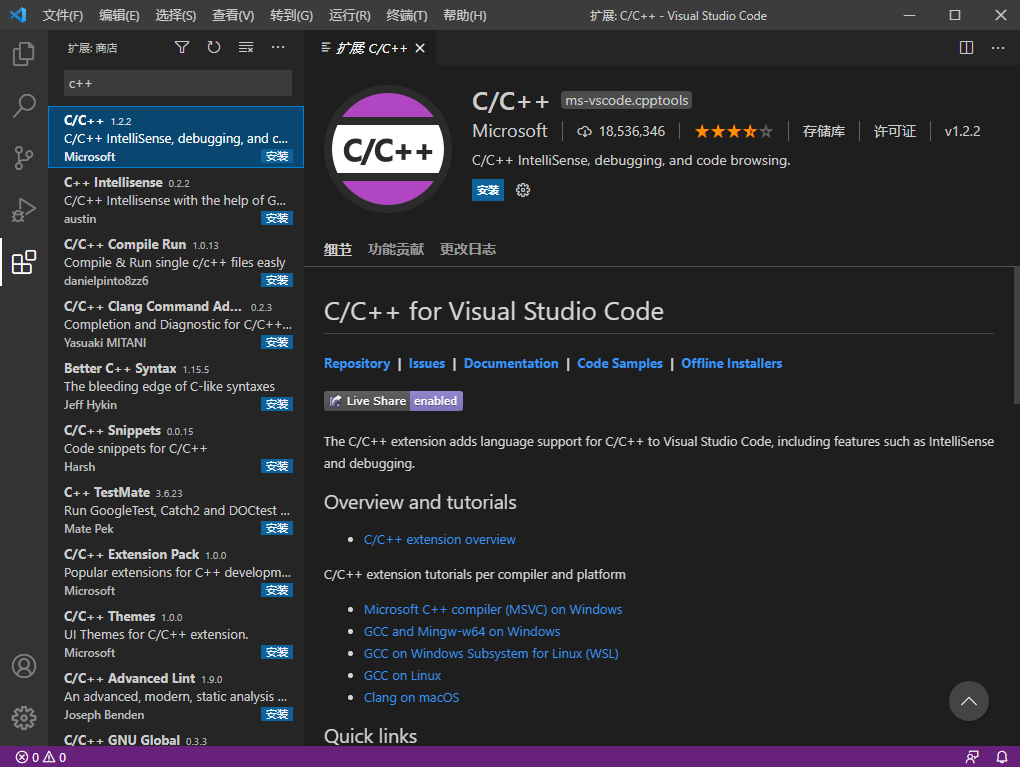 文件(F) 编辑(E) 选择(S) 查看(V) 转到(G) 运行(R) 终端(T) 帮助(H) 扩展: C/C++ - Visual Studio Code
扩展: 商店
c++
C/C++ 1.2.2
C/C++ IntelliSense, debugging, and c...
Microsoft 安装
C++ Intellisense 0.2.2
C/C++ Intellisense with the help of G...
austin 安装
C/C++ Compile Run 1.0.13
Compile & Run single c/c++ files easly
danielpinto8zz6 安装
C/C++ Clang Command Ad... 0.2.3
Completion and Diagnostic for C/C++...
Yasuaki MITANI 安装
Better C++ Syntax 1.15.5
The bleeding edge of C-like syntaxes
Jeff Hykin 安装
C/C++ Snippets 0.0.15
Code snippets for C/C++
Harsh 安装
C++ TestMate 3.6.23
Run GoogleTest, Catch2 and DOCtest ...
Mate Pek 安装
C/C++ Extension Pack 1.0.0
Popular extensions for C++ developm...
Microsoft 安装
C/C++ Themes 1.0.0
UI Themes for C/C++ extension.
Microsoft 安装
C/C++ Advanced Lint 1.9.0
An advanced, modern, static analysis ...
Joseph Benden 安装
C/C++ GNU Global 0.3.3
扩展 C/C++
C/C++
C/C++ ms-vscode.cpptools
Microsoft 18,536,346 存储库 许可证 v1.2.2
C/C++ IntelliSense, debugging, and code browsing.
安装
细节 功能贡献 更改日志
C/C++ for Visual Studio Code
Repository | Issues | Documentation | Code Samples | Offline Installers
Live Share enabled
The C/C++ extension adds language support for C/C++ to Visual Studio Code, including features such as IntelliSense
and debugging.
Overview and tutorials
• C/C++ extension overview
C/C++ extension tutorials per compiler and platform
• Microsoft C++ compiler (MSVC) on Windows
• GCC and Mingw-w64 on Windows
• GCC on Windows Subsystem for Linux (WSL)
• GCC on Linux
• Clang on macOS
Quick links
0 0